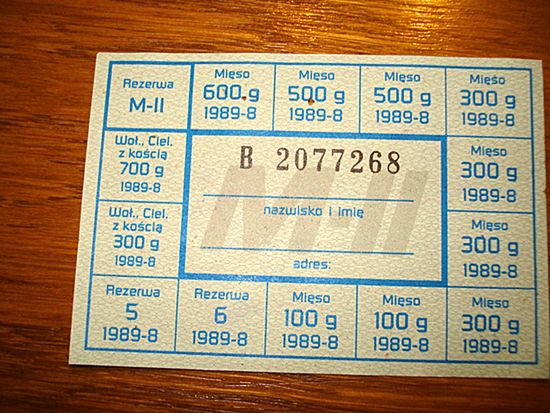 Rezerwa
M-II
Mięso
600 g
1989-8
Mięso
500 g
1989-8
Mięso
500 g
1989-8
Mięso
300 g
1989-8
Woł., Ciel.
z kością
700 g
1989-8
B 2077268
M-II
nazwisko i imię
adres:
Mięso
300 g
1989-8
Woł., Ciel.
z kością
300 g
1989-8
Mięso
300 g
1989-8
Rezerwa
5
1989-8
Rezerwa
6
1989-8
Mięso
100 g
1989-8
Mięso
100 g
1989-8
Mięso
300 g
1989-8